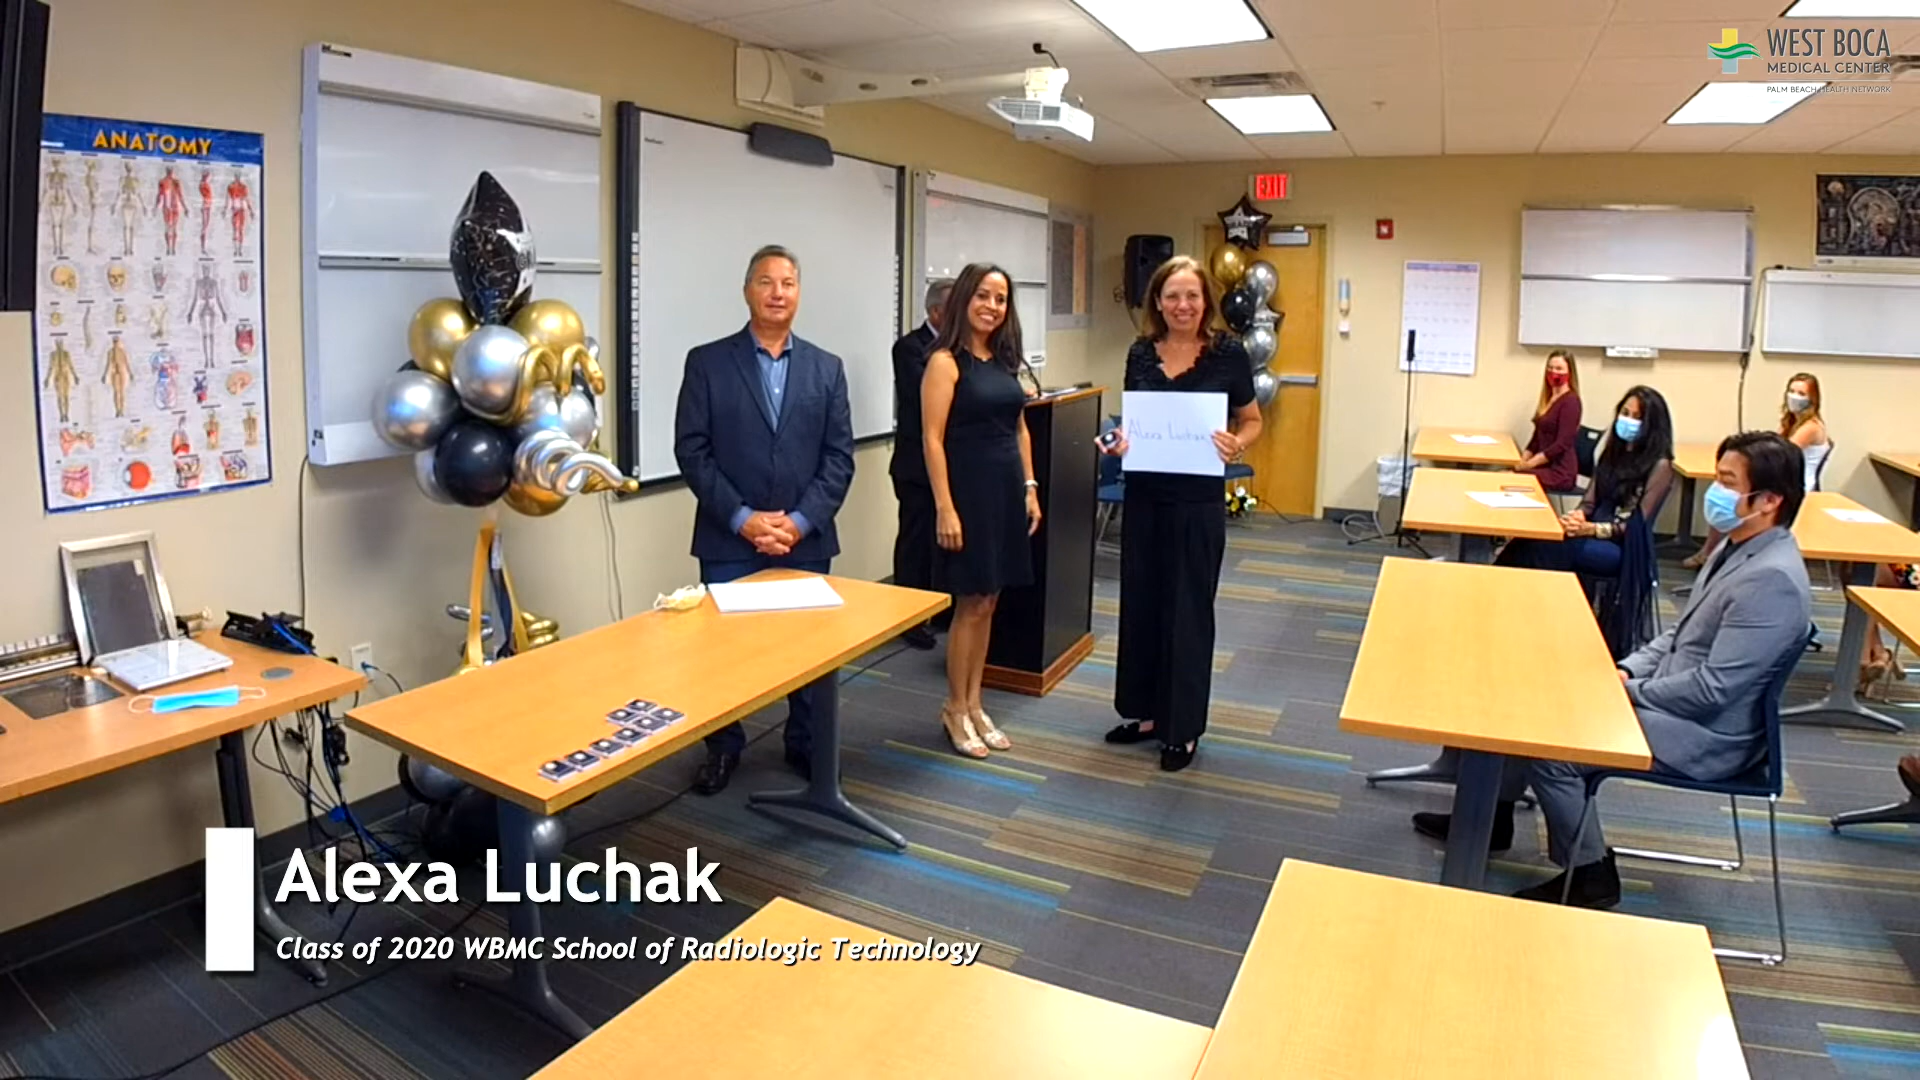 WEST BOCA
MEDICAL CENTER
PALM BEACH HEALTH NETWORK
ANATOMY
EXIT
Alexa Luchak
Alexa Luchak
Class of 2020 WBMC School of Radiologic Technology